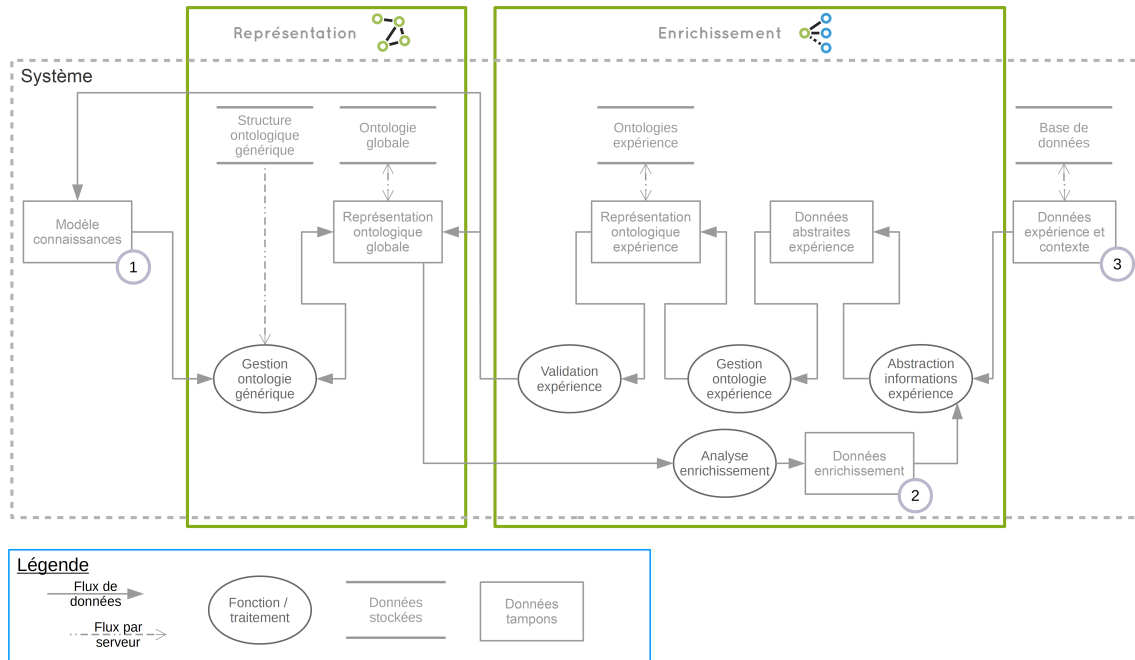 Représentation
Enrichissement
Système
Structure
ontologique
générique
Ontologie
globale
Ontologies
expérience
Base de
données
Modèle
connaissances
1
Représentation
ontologique
globale
Représentation
ontologique
expérience
Données
abstraites
expérience
Données
expérience et
contexte
3
Gestion
ontologie
générique
Validation
expérience
Gestion
ontologie
expérience
Abstraction
informations
expérience
Analyse
enrichissement
Données
enrichissement
2
Légende
Flux de
données
Flux par
serveur
Fonction /
traitement
Données
stockées
Données
tampons